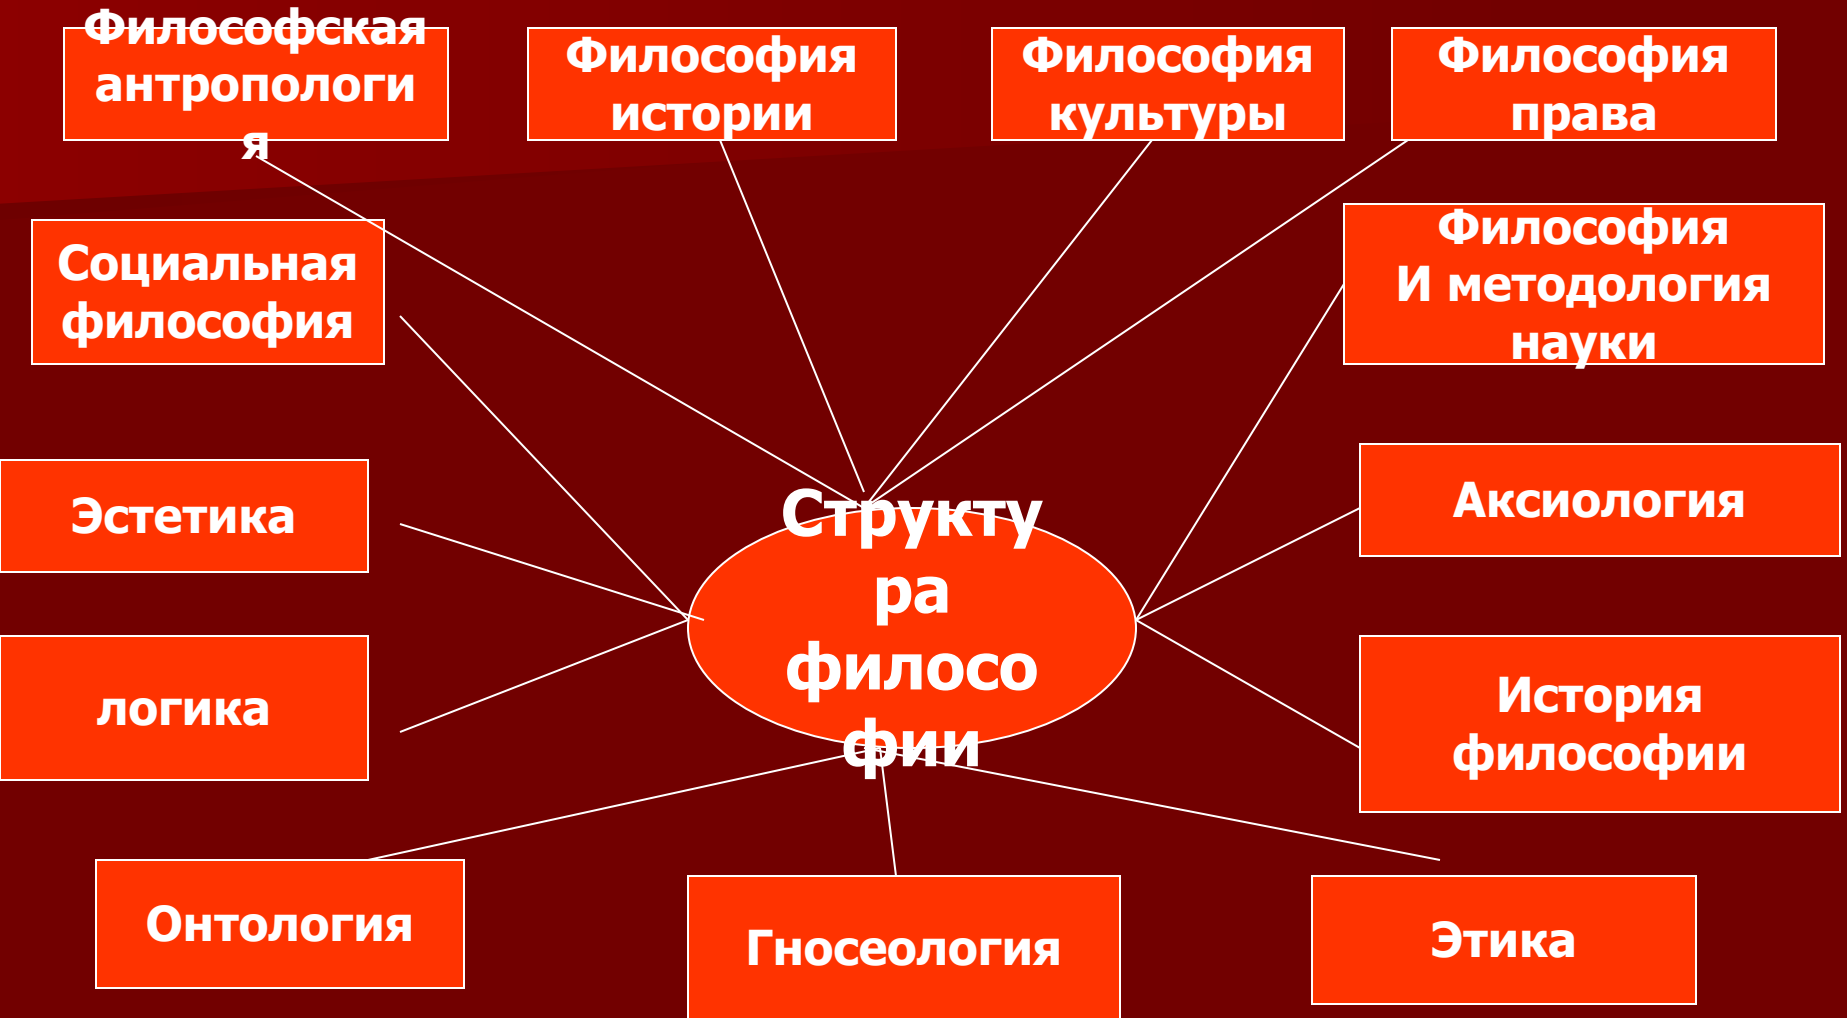 Философская
антропологи
я
Философия
истории
Философия
культуры
Философия
права
Социальная
философия
Философия
И методология
науки
Эстетика
Аксиология
Структу
ра
филосо
фии
логика
История
философии
Онтология
Гносеология
Этика